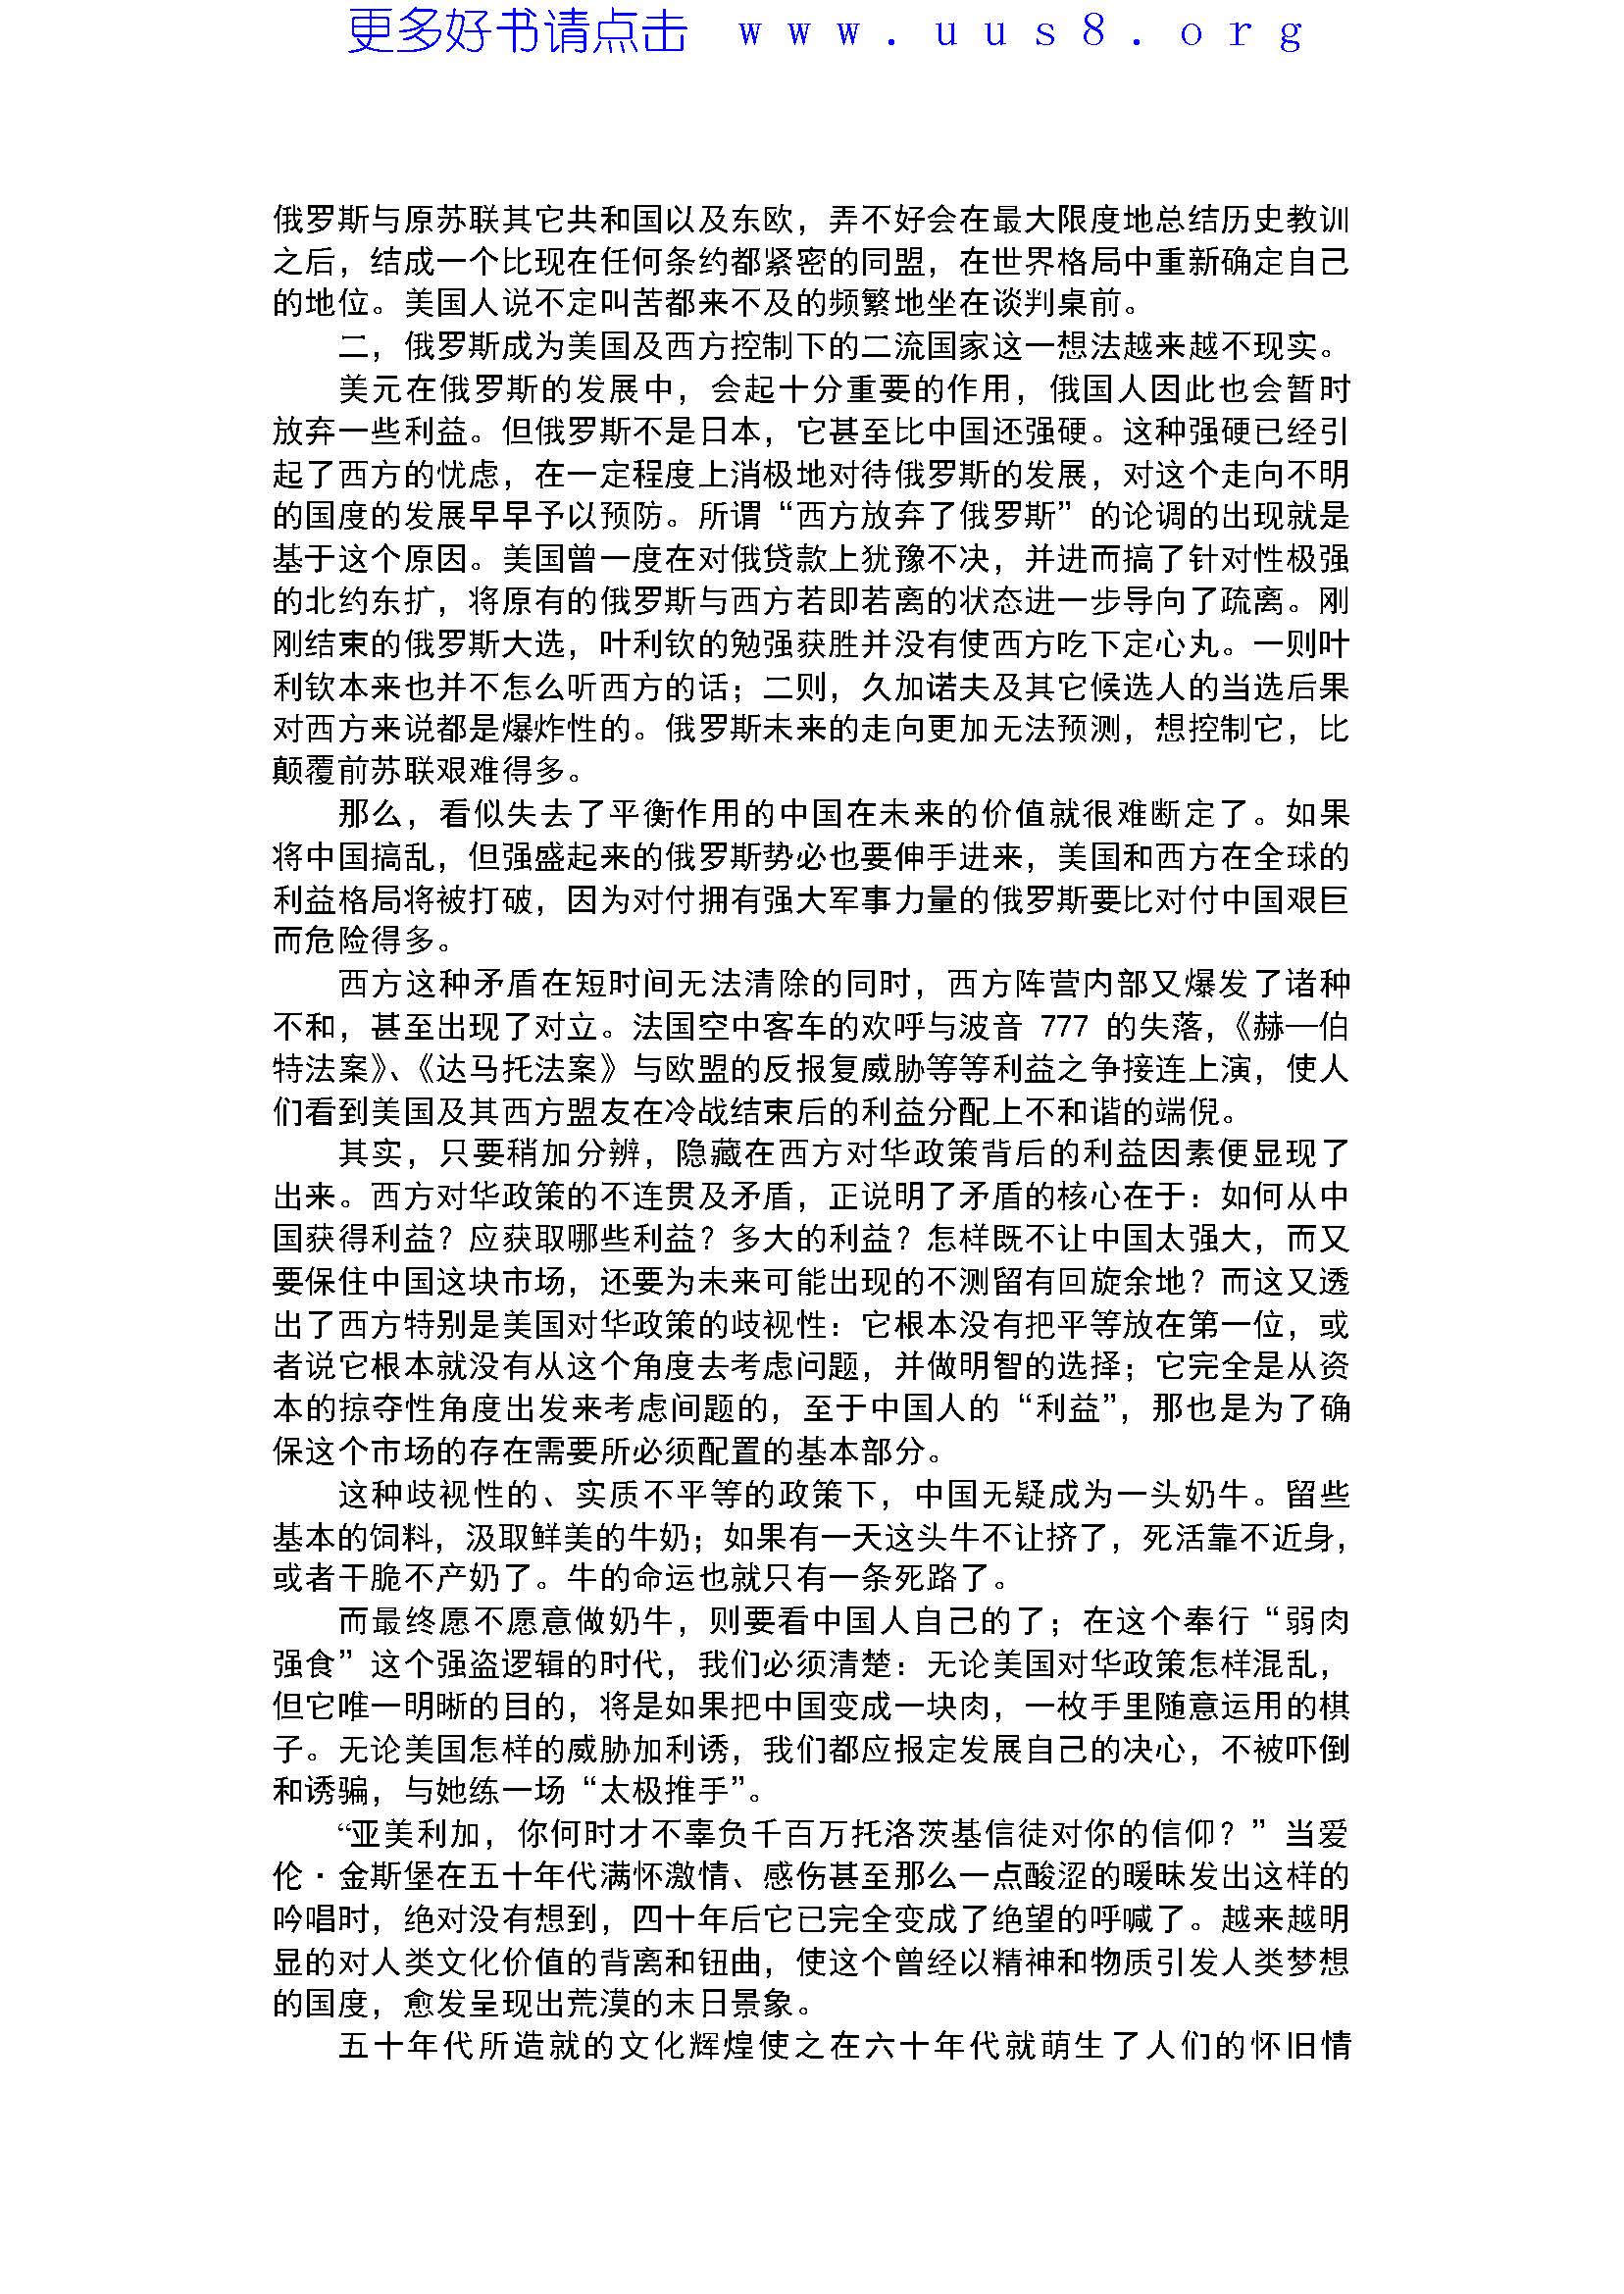 更多好书请点击 www.uus8.org
俄罗斯与原苏联其它共和国以及东欧，弄不好会在最大限度地总结历史教训
之后，结成一个比现在任何条约都紧密的同盟，在世界格局中重新确定自己
的地位。美国人说不定叫苦都来不及的频繁地坐在谈判桌前。
二，俄罗斯成为美国及西方控制下的二流国家这一想法越来越不现实。
美元在俄罗斯的发展中，会起十分重要的作用，俄国人因此也会暂时
放弃一些利益。但俄罗斯不是日本，它甚至比中国还强硬。这种强硬已经引
起了西方的忧虑，在一定程度上消极地对待俄罗斯的发展，对这个走向不明
的国度的发展早早予以预防。所谓“西方放弃了俄罗斯”的论调的出现就是
基于这个原因。美国曾一度在对俄贷款上犹豫不决，并进而搞了针对性极强
的北约东扩，将原有的俄罗斯与西方若即若离的状态进一步导向了疏离。刚
刚结束的俄罗斯大选，叶利钦的勉强获胜并没有使西方吃下定心丸。一则叶
利钦本来也并不怎么听西方的话；二则，久加诺夫及其它候选人的当选后果
对西方来说都是爆炸性的。俄罗斯未来的走向更加无法预测，想控制它，比
颠覆前苏联艰难得多。
那么，看似失去了平衡作用的中国在未来的价值就很难断定了。如果
将中国搞乱，但强盛起来的俄罗斯势必也要伸手进来，美国和西方在全球的
利益格局将被打破，因为对付拥有强大军事力量的俄罗斯要比对付中国艰巨
而危险得多。
西方这种矛盾在短时间无法清除的同时，西方阵营内部又爆发了诸种
不和，甚至出现了对立。法国空中客车的欢呼与波音 777 的失落，《赫—伯
特法案》、《达马托法案》与欧盟的反报复威胁等等利益之争接连上演，使人
们看到美国及其西方盟友在冷战结束后的利益分配上不和谐的端倪。
其实，只要稍加分辨，隐藏在西方对华政策背后的利益因素便显现了
出来。西方对华政策的不连贯及矛盾，正说明了矛盾的核心在于：如何从中
国获得利益？应获取哪些利益？多大的利益？怎样既不让中国太强大，而又
要保住中国这块市场，还要为未来可能出现的不测留有回旋余地？而这又透
出了西方特别是美国对华政策的歧视性：它根本没有把平等放在第一位，或
者说它根本就没有从这个角度去考虑问题，并做明智的选择；它完全是从资
本的掠夺性角度出发来考虑间题的，至于中国人的“利益”，那也是为了确
保这个市场的存在需要所必须配置的基本部分。
这种歧视性的、实质不平等的政策下，中国无疑成为一头奶牛。留些
基本的饲料，汲取鲜美的牛奶；如果有一天这头牛不让挤了，死活靠不近身，
或者干脆不产奶了。牛的命运也就只有一条死路了。
而最终愿不愿意做奶牛，则要看中国人自己的了；在这个奉行“弱肉
强食”这个强盗逻辑的时代，我们必须清楚：无论美国对华政策怎样混乱，
但它唯一明晰的目的，将是如果把中国变成一块肉，一枚手里随意运用的棋
子。无论美国怎样的威胁加利诱，我们都应报定发展自己的决心，不被吓倒
和诱骗，与她练一场“太极推手”。
“亚美利加，你何时才不辜负千百万托洛茨基信徒对你的信仰？”当爱
伦·金斯堡在五十年代满怀激情、感伤甚至那么一点酸涩的暖昧发出这样的
吟唱时，绝对没有想到，四十年后它已完全变成了绝望的呼喊了。越来越明
显的对人类文化价值的背离和钮曲，使这个曾经以精神和物质引发人类梦想
的国度，愈发呈现出荒漠的末日景象。
五十年代所造就的文化辉煌使之在六十年代就萌生了人们的怀旧情